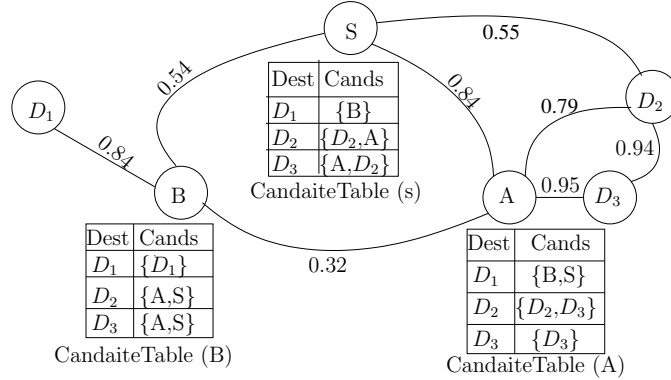 S
0.55
0.54
Dest Cands
D₁ {B}
D₂ {D₂,A}
D₃ {A,D₂}
CandaiteTable (s)
0.84
0.79
D₂
D₁
0.84
0.94
B
A
0.95
D₃
0.32
Dest Cands
D₁ {D₁}
D₂ {A,S}
D₃ {A,S}
CandaiteTable (B)
Dest Cands
D₁ {B,S}
D₂ {D₂,D₃}
D₃ {D₃}
CandaiteTable (A)